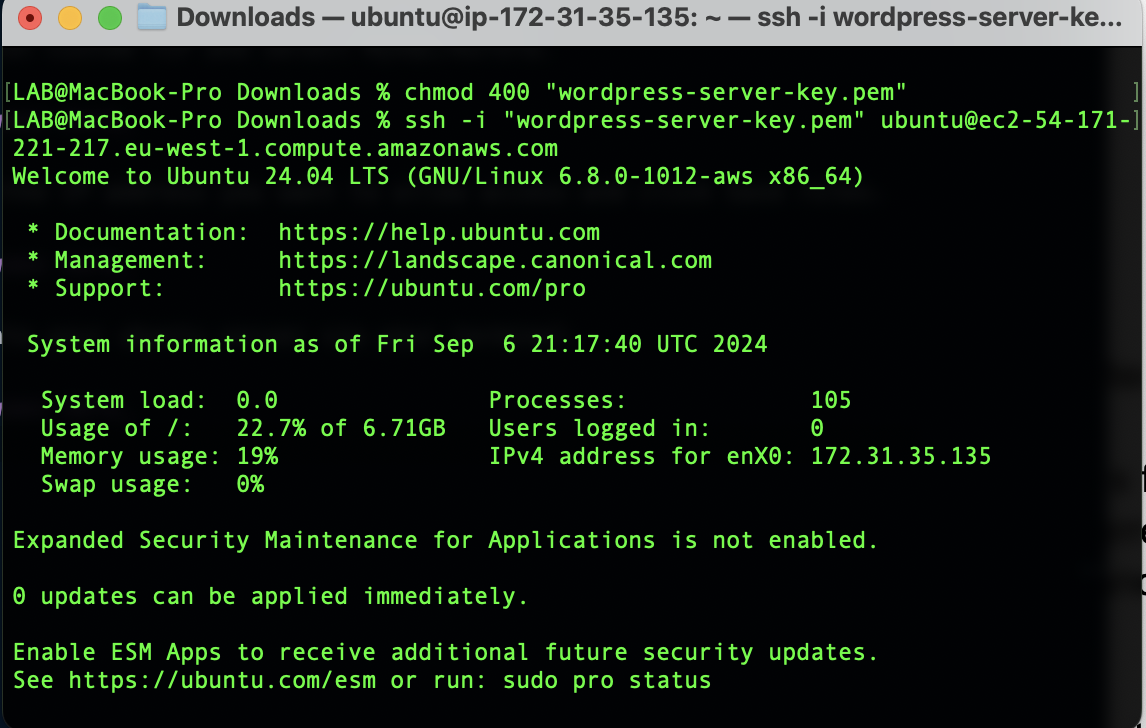 Downloads — ubuntu@ip-172-31-35-135: ~ — ssh -i wordpress-server-ke...
[LAB@MacBook-Pro Downloads % chmod 400 "wordpress-server-key.pem" ]
[LAB@MacBook-Pro Downloads % ssh -i "wordpress-server-key.pem" ubuntu@ec2-54-171-]
221-217.eu-west-1.compute.amazonaws.com
Welcome to Ubuntu 24.04 LTS (GNU/Linux 6.8.0-1012-aws x86_64)
* Documentation:  https://help.ubuntu.com
* Management:     https://landscape.canonical.com
* Support:        https://ubuntu.com/pro
System information as of Fri Sep  6 21:17:40 UTC 2024
System load:  0.0               Processes:             105
Usage of /:   22.7% of 6.71GB   Users logged in:       0
Memory usage: 19%               IPv4 address for enX0: 172.31.35.135
Swap usage:   0%
Expanded Security Maintenance for Applications is not enabled.
0 updates can be applied immediately.
Enable ESM Apps to receive additional future security updates.
See https://ubuntu.com/esm or run: sudo pro status